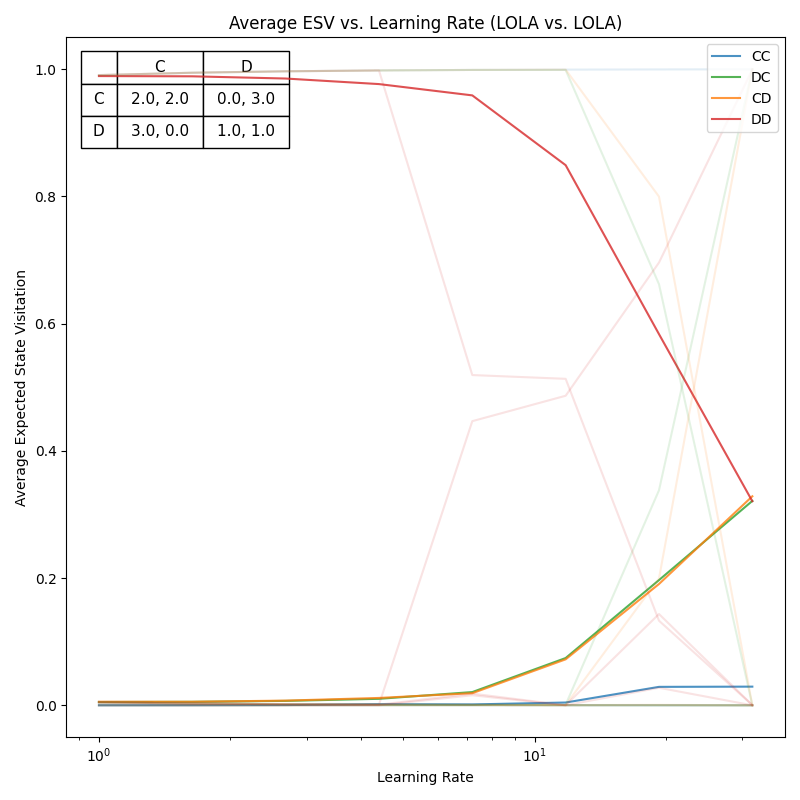 Average ESV vs. Learning Rate (LOLA vs. LOLA)
C D
C 2.0, 2.0 0.0, 3.0
D 3.0, 0.0 1.0, 1.0
CC
DC
CD
DD
1.0
0.8
0.6
0.4
0.2
0.0
Average Expected State Visitation
10⁰ 10¹
Learning Rate